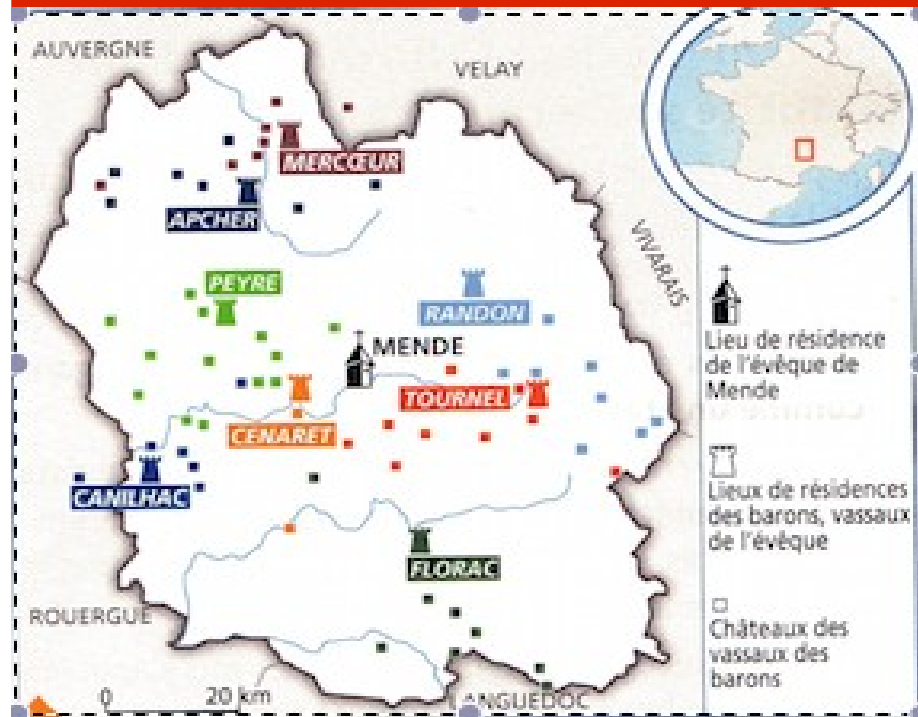 AUVERGNE
VELAY
MERCŒUR
APCHER
VIVARAIS
PEYRE
RANDON
MENDE
TOURNEL
CENARET
CANILHAC
FLORAC
ROUERGUE
LANGUEDOC
0 20 km
Lieu de résidence
de l'évêque de
Mende
Lieux de résidences
des barons, vassaux
de l'évêque
Châteaux des
vassaux des
barons